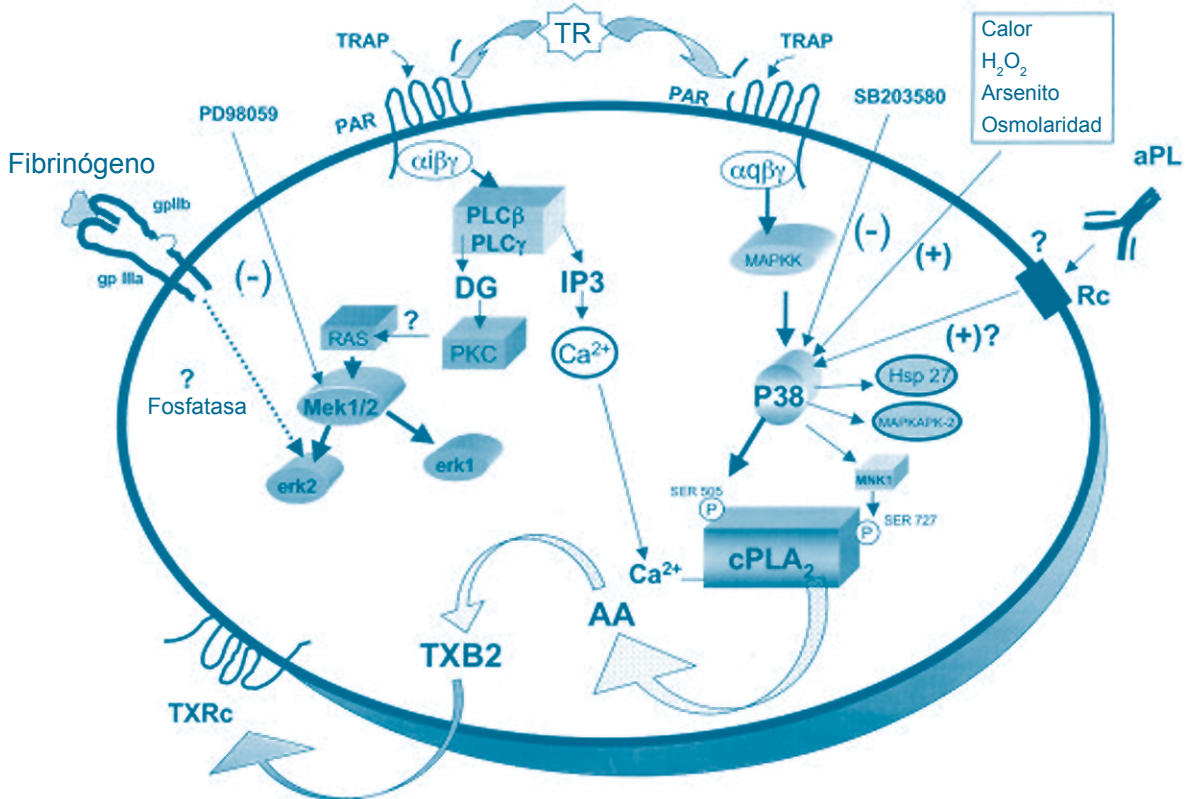 TR
TRAP
TRAP
Calor
H2O2
Arsenito
Osmolaridad
PAR
PAR
PD98059
SB203580
Fibrinógeno
αiβγ
αqβγ
aPL
gpIIb
gp IIIa
PLCβ
PLCγ
(-)
(-)
(+)
?
MAPKK
DG
IP3
Rc
RAS
?
PKC
Ca2+
(+)?
?
Fosfatasa
Mek1/2
P38
Hsp 27
MAPKAPK-2
erk2
erk1
MNK1
SER 505
P
SER 727
P
cPLA2
Ca2+
AA
TXB2
TXRc